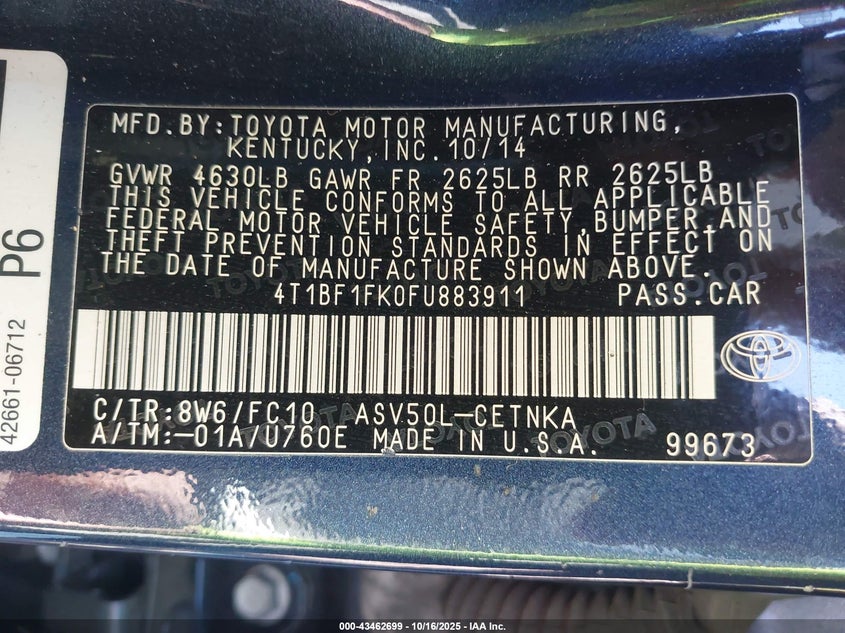 MFD.BY:TOYOTA MOTOR MANUFACTURING,
KENTUCKY,INC.10/14
GVWR 4630LB GAWR FR 2625LB RR 2625LB
THIS VEHICLE CONFORMS TO ALL APPLICABLE
FEDERAL MOTOR VEHICLE SAFETY,BUMPER,AND
THEFT PREVENTION STANDARDS IN EFFECT ON
THE DATE OF MANUFACTURE SHOWN ABOVE.
4T1BF1FK0FU883911 PASS.CAR
C/TR:8W6/FC10 ASV50L-CETNKA
A/TM:-01A/U760E MADE IN U.S.A. 99673
P6
42661-06712
000-43462699 | 10/16/2025 | IAA Inc.